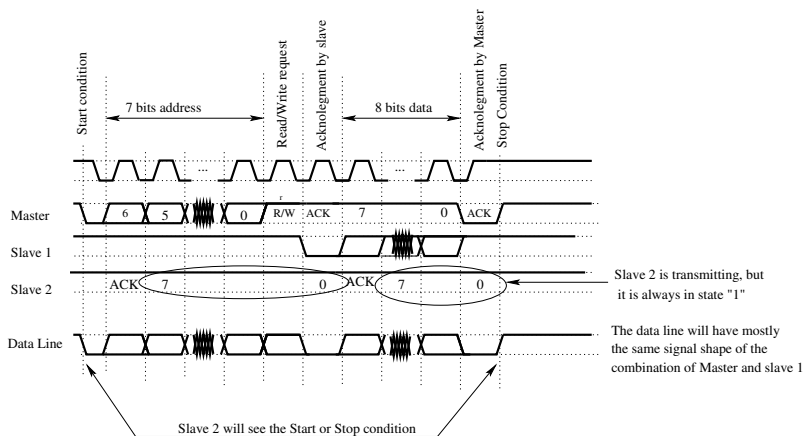 Start condition
7 bits address
Read/Write request
Acknolegment by slave
8 bits data
Acknolegment by Master
Stop Condition
... ...
r
Master 6 5 0 R/W ACK 7 0 ACK
Slave 1
Slave 2 ACK 7 0 ACK 7 0
Slave 2 is transmitting, but
it is always in state "1"
Data Line
The data line will have mostly
the same signal shape of the
combination of Master and slave 1
Slave 2 will see the Start or Stop condition